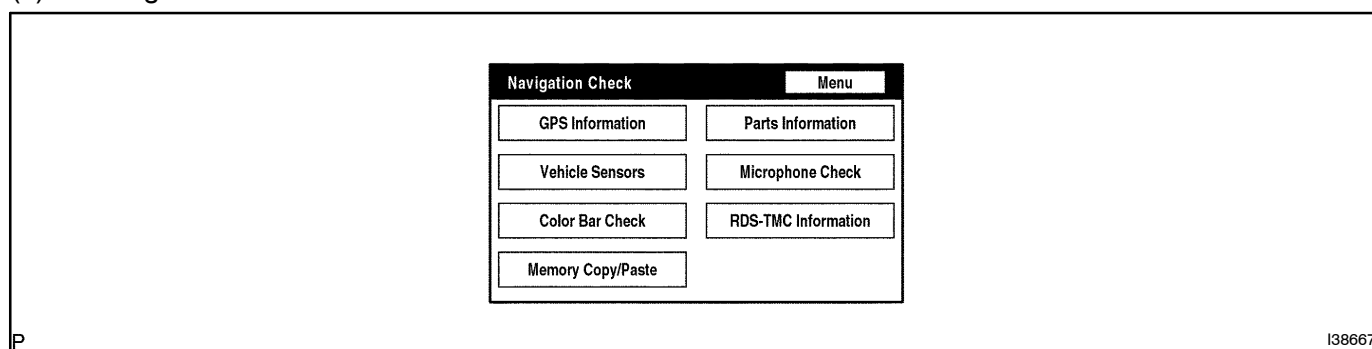 Navigation Check Menu
GPS Information Parts Information
Vehicle Sensors Microphone Check
Color Bar Check RDS-TMC Information
Memory Copy/Paste
P I38667